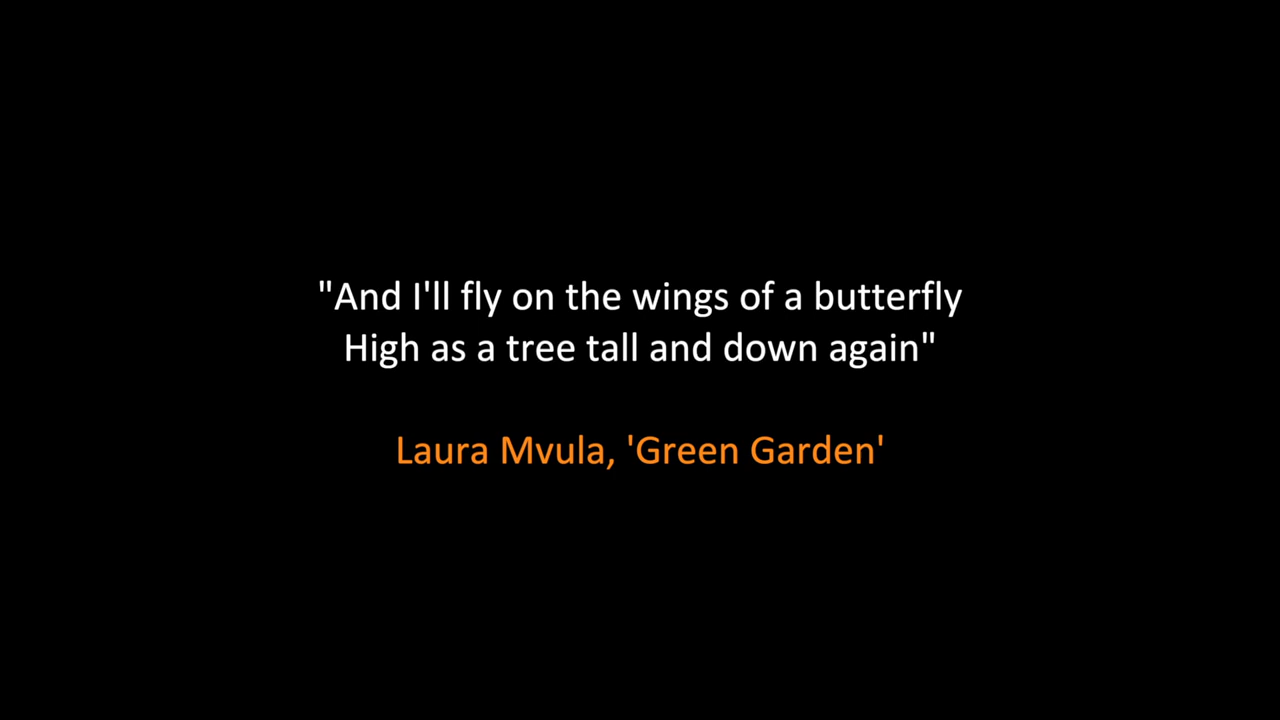 "And I'll fly on the wings of a butterfly
High as a tree tall and down again"
Laura Mvula, 'Green Garden'